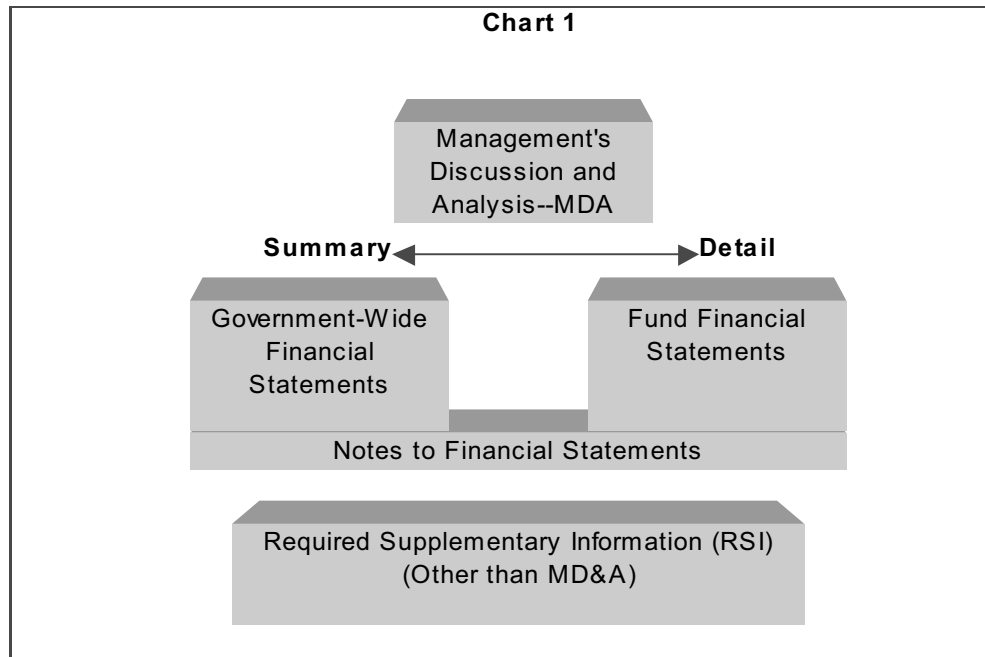 Chart 1
Management's
Discussion and
Analysis--MDA
Summary
Detail
Government-Wide
Financial
Statements
Fund Financial
Statements
Notes to Financial Statements
Required Supplementary Information (RSI)
(Other than MD&A)